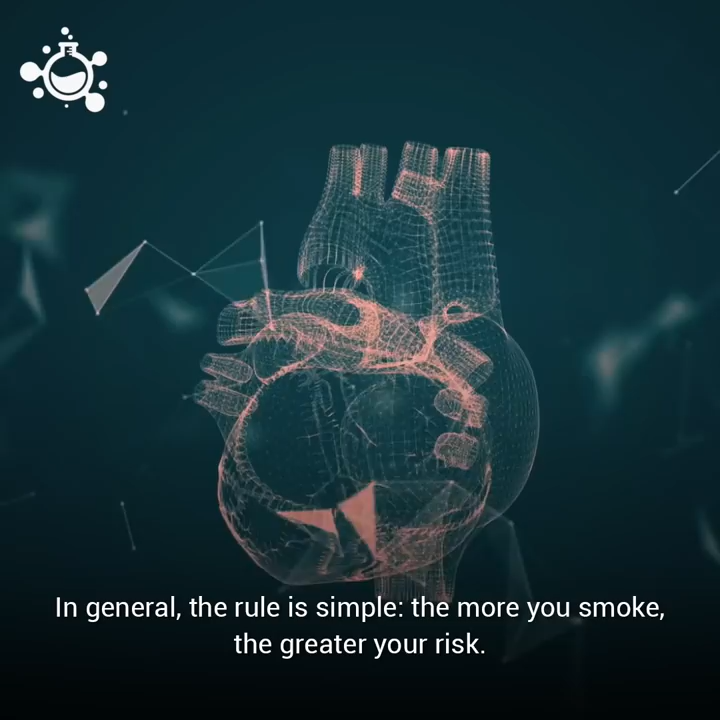 In general, the rule is simple: the more you smoke,
the greater your risk.